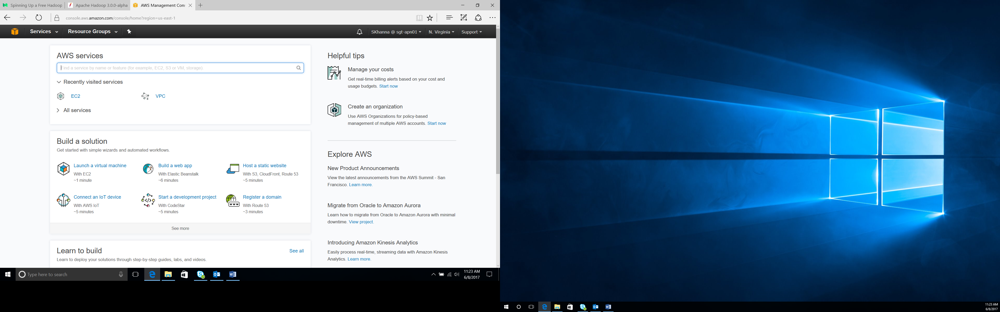 Spinning Up a Free Hadoop
Apache Hadoop 3.0.0-alpha
AWS Management Cons
console.aws.amazon.com/console/home?region=us-east-1
Services
Resource Groups
SKhanna @ sgt-apn01
N. Virginia
Support
AWS services
Find a service by name or feature (for example, EC2, S3 or VM, storage).
Recently visited services
EC2
VPC
All services
Build a solution
Get started with simple wizards and automated workflows.
Launch a virtual machine
With EC2
~1 minute
Build a web app
With Elastic Beanstalk
~6 minutes
Host a static website
With S3, CloudFront, Route 53
~5 minutes
Connect an IoT device
With AWS IoT
~5 minutes
Start a development project
With CodeStar
~5 minutes
Register a domain
With Route 53
~3 minutes
See more
Learn to build
See all
Learn to deploy your solutions through step-by-step guides, labs, and videos.
Helpful tips
Manage your costs
Get real-time billing alerts based on your cost and
usage budgets. Start now
Create an organization
Use AWS Organizations for policy-based
management of multiple AWS accounts. Start now
Explore AWS
New Product Announcements
View the latest announcements from the AWS Summit - San
Francisco. Learn more.
Migrate from Oracle to Amazon Aurora
Learn how to migrate from Oracle to Amazon Aurora with minimal
downtime. View project.
Introducing Amazon Kinesis Analytics
Easily process real-time, streaming data with Amazon Kinesis
Analytics. Learn more.
Type here to search
11:23 AM
6/8/2017
11:23 AM
6/8/2017